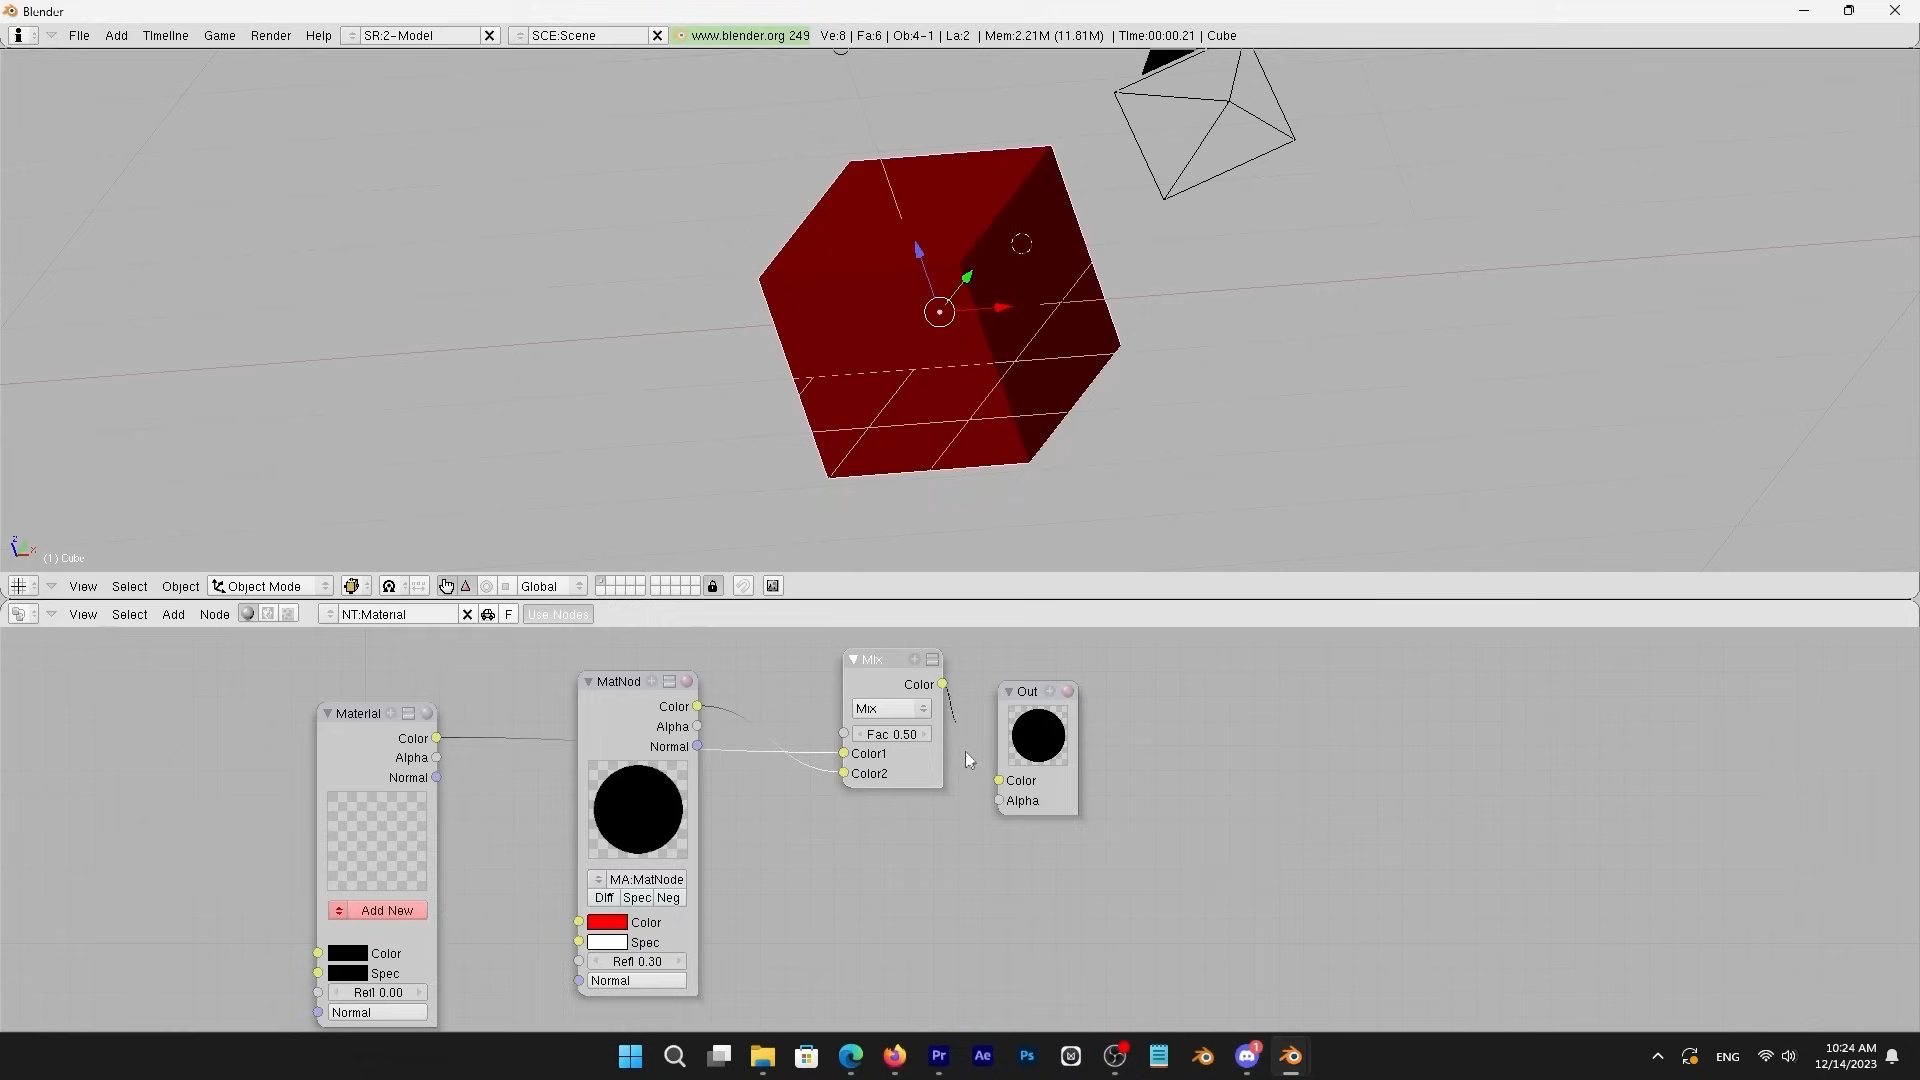 Blender
File Add Timeline Game Render Help SR:2-Model SCE:Scene www.blender.org 249 Ve:8 | Fa:6 | Ob:4-1 | La:2 | Mem:2.21M (11.81M) | Time:00:00.21 | Cube
(1) Cube
View Select Object Object Mode Global
View Select Add Node NT:Material X F Use Nodes
Material
Color
Alpha
Normal
Add New
Color
Spec
Refl 0.00
Normal
MatNod
Color
Alpha
Normal
MA:MatNode
Diff Spec Neg
Color
Spec
Refl 0.30
Normal
Mix
Color
Mix
Fac 0.50
Color1
Color2
Out
Color
Alpha
Pr Ae Ps 1 ENG 10:24 AM
12/14/2023